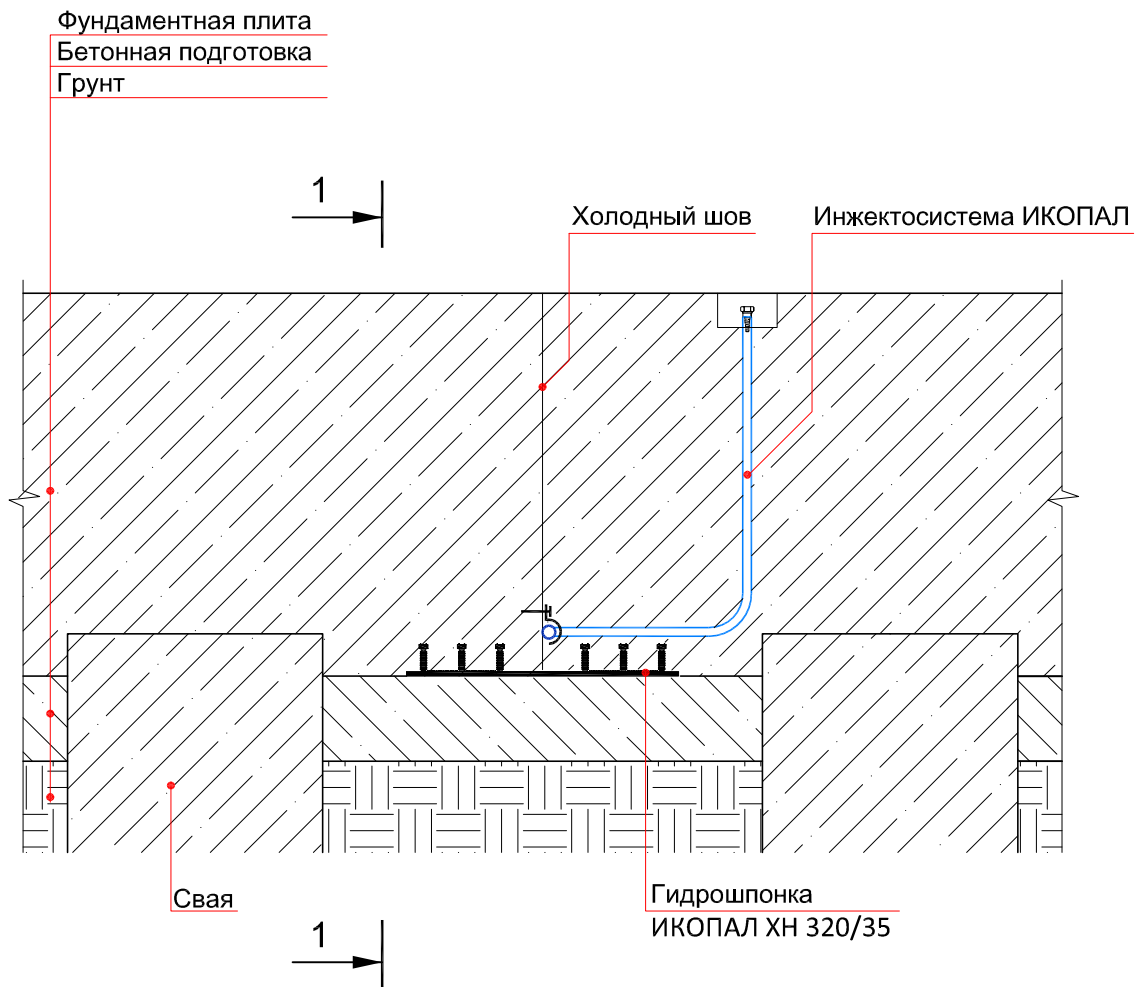 Фундаментная плита
Бетонная подготовка
Грунт
1
Холодный шов
Инжектосистема ИКОПАЛ
Свая
Гидрошпонка
ИКОПАЛ ХН 320/35
1